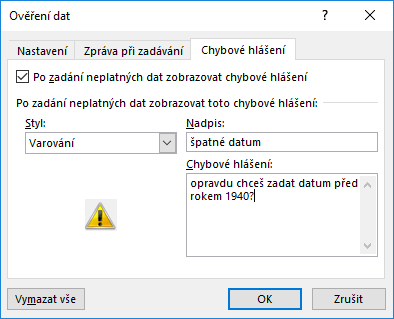 Ověření dat
Nastavení
Zpráva při zadávání
Chybové hlášení
Po zadání neplatných dat zobrazovat chybové hlášení
Po zadání neplatných dat zobrazovat toto chybové hlášení:
Styl:
Nadpis:
Varování
špatné datum
Chybové hlášení:
opravdu chceš zadat datum před
rokem 1940?
Vymazat vše
OK
Zrušit